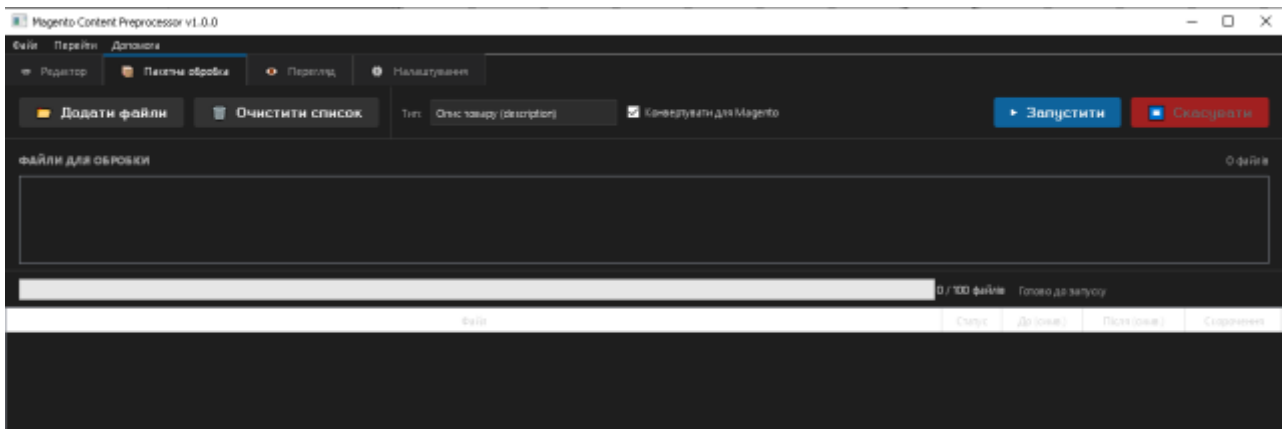 Magento Content Preprocessor v1.0.0
Файл Перейти Допомога
Редактор Пакетна обробка Перегляд Налаштування
Додати файли Очистити список Тип: Опис товару (description) Конвертувати для Magento Запустити Скасувати
ФАЙЛИ ДЛЯ ОБРОБКИ 0 файлів
0 / 100 файлів Готово до запуску
Файл Статус До (симв.) Після (симв.) Скорочення